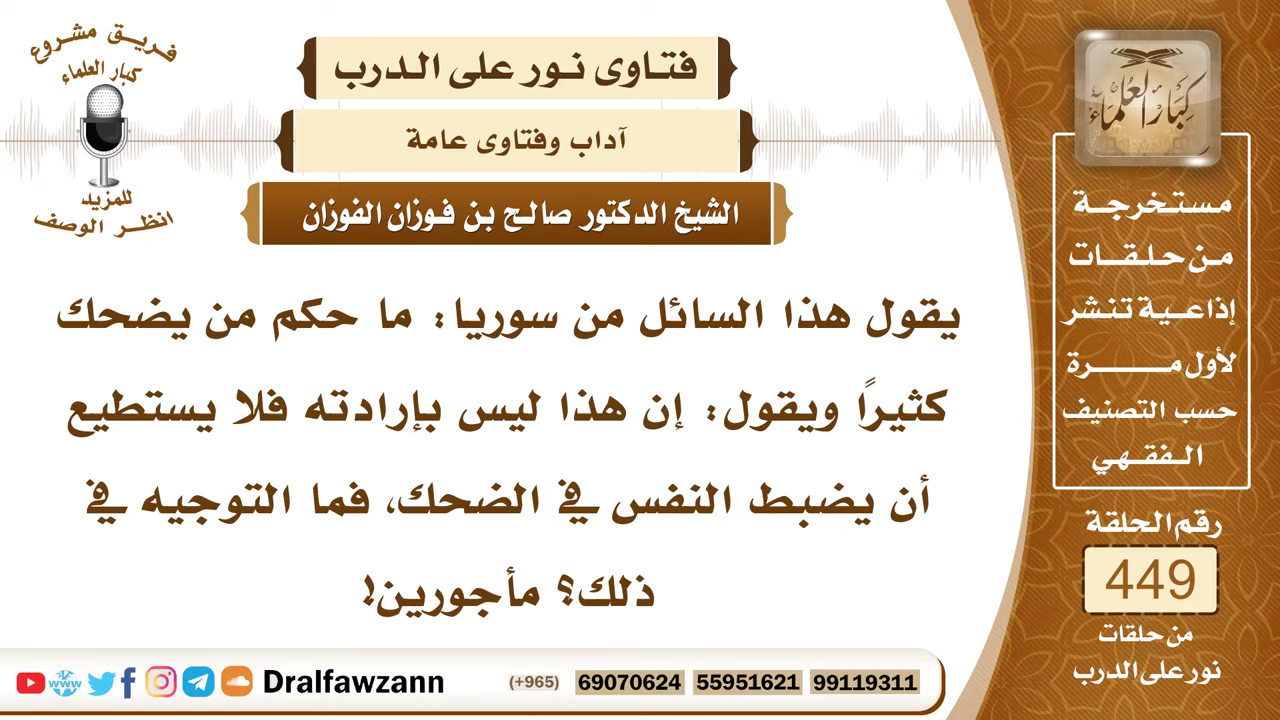 فريق مشروع
كبار العلماء
للمزيد
انظر الوصف
فتاوى نور على الدرب
آداب وفتاوى عامة
الشيخ الدكتور صالح بن فوزان الفوزان
يقول هذا السائل من سوريا: ما حكم من يضحك
كثيرًا ويقول: إن هذا ليس بإرادته فلا يستطيع
أن يضبط النفس في الضحك، فما التوجيه في
ذلك؟ مأجورين!
كبار العلماء
مستخرجة
من حلقات
إذاعية تنشر
لأول مرة
حسب التصنيف
الفقهي
رقم الحلقة
449
من حلقات
نور على الدرب
www Dralfawzann (+965) 69070624 55951621 99119311